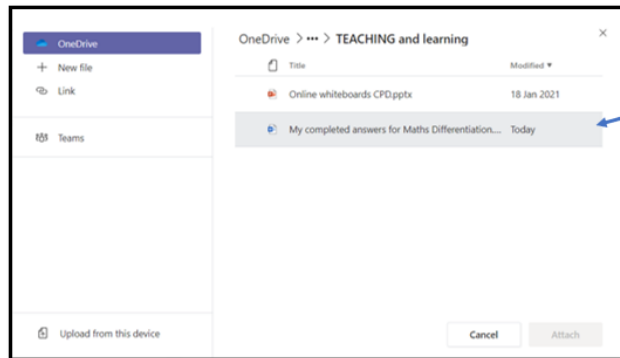 OneDrive
New file
Link
Teams
Upload from this device
OneDrive > ••• > TEACHING and learning
Title Modified
Online whiteboards CPD.pptx 18 Jan 2021
My completed answers for Maths Differentiation.... Today
Cancel Attach